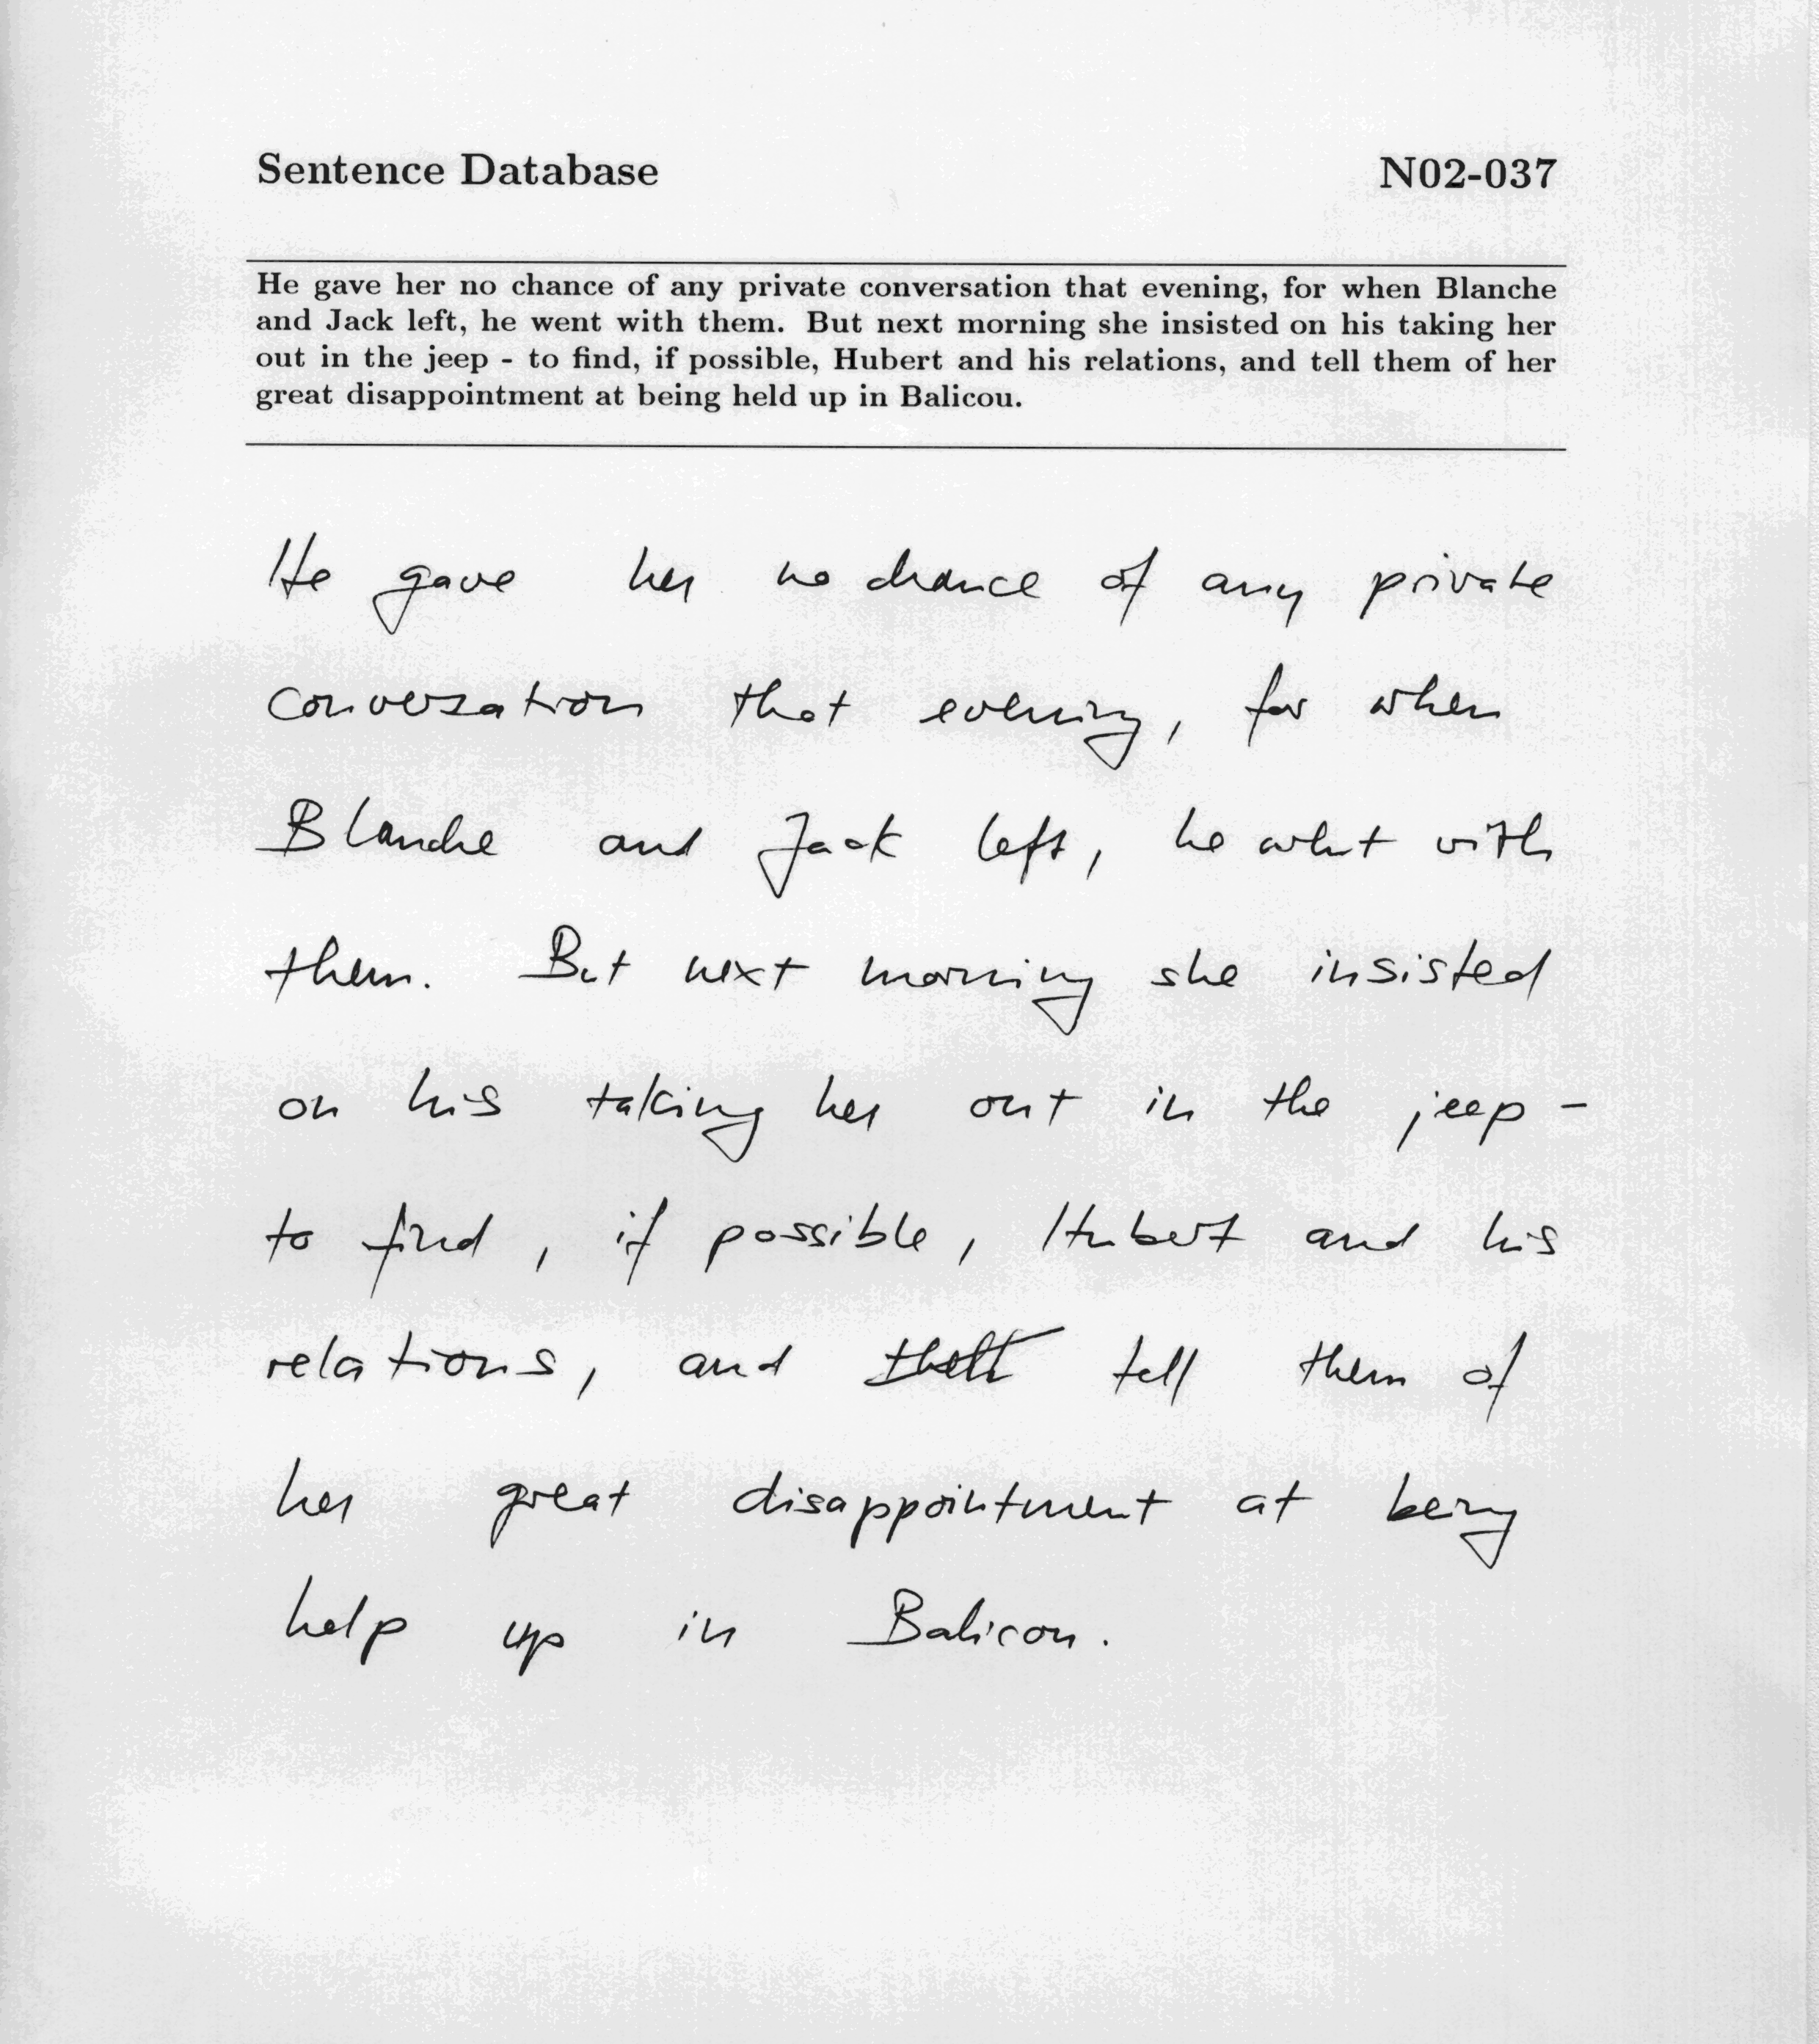 Sentence Database N02-037
He gave her no chance of any private conversation that evening, for when Blanche
and Jack left, he went with them. But next morning she insisted on his taking her
out in the jeep - to find, if possible, Hubert and his relations, and tell them of her
great disappointment at being held up in Balicou.
He gave her no chance of any private
conversation that evening, for when
Blanche and Jack left, he whent with
them. But next morning she insisted
on his taking her out in the jeep -
to find, if possible, Hubert and his
relations, and tell them of
her great disappointment at being
help up in Balicou.